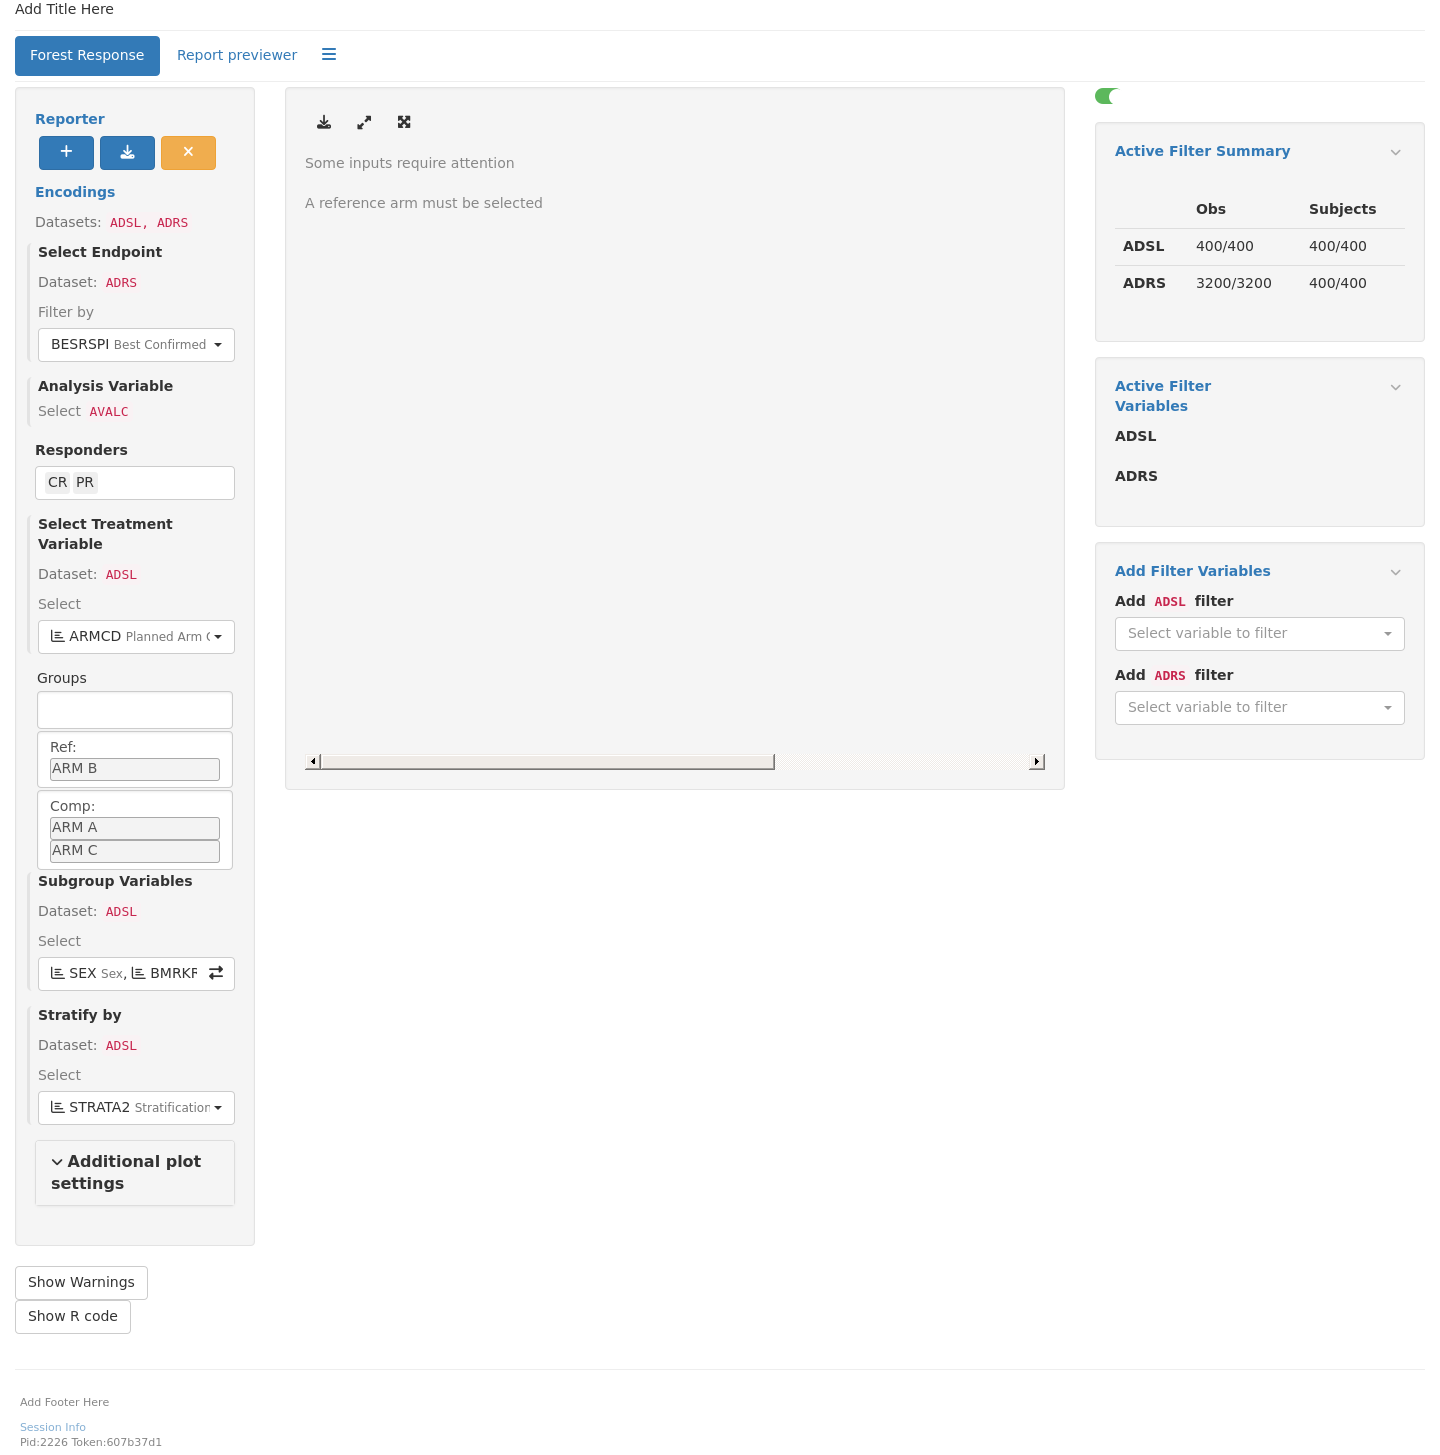 Add Title Here
Forest Response
Report previewer
Reporter
Encodings
Datasets: ADSL, ADRS
Select Endpoint
Dataset: ADRS
Filter by
BESRSPI Best Confirmed
Analysis Variable
Select AVALC
Responders
CR PR
Select Treatment
Variable
Dataset: ADSL
Select
ARMCD Planned Arm
Groups
Ref:
ARM B
Comp:
ARM A
ARM C
Subgroup Variables
Dataset: ADSL
Select
SEX Sex, BMRKR
Stratify by
Dataset: ADSL
Select
STRATA2 Stratification
Additional plot
settings
Show Warnings
Show R code
Some inputs require attention
A reference arm must be selected
Active Filter Summary
Obs Subjects
ADSL 400/400 400/400
ADRS 3200/3200 400/400
Active Filter
Variables
ADSL
ADRS
Add Filter Variables
Add ADSL filter
Select variable to filter
Add ADRS filter
Select variable to filter
Add Footer Here
Session Info
Pid:2226 Token:607b37d1